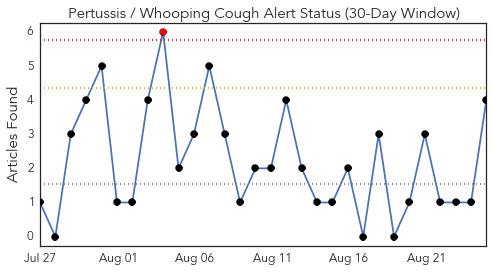 Pertussis / Whooping Cough Alert Status (30-Day Window)
Articles Found
6
5
4
3
2
1
0
Jul 27
Aug 01
Aug 06
Aug 11
Aug 16
Aug 21